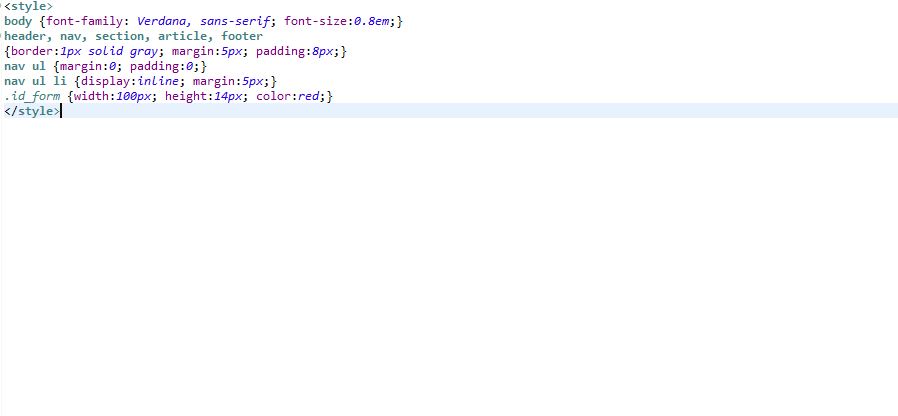 <style>
body {font-family: Verdana, sans-serif; font-size:0.8em;}
header, nav, section, article, footer
{border:1px solid gray; margin:5px; padding:8px;}
nav ul {margin:0; padding:0;}
nav ul li {display:inline; margin:5px;}
.id_form {width:100px; height:14px; color:red;}
</style>